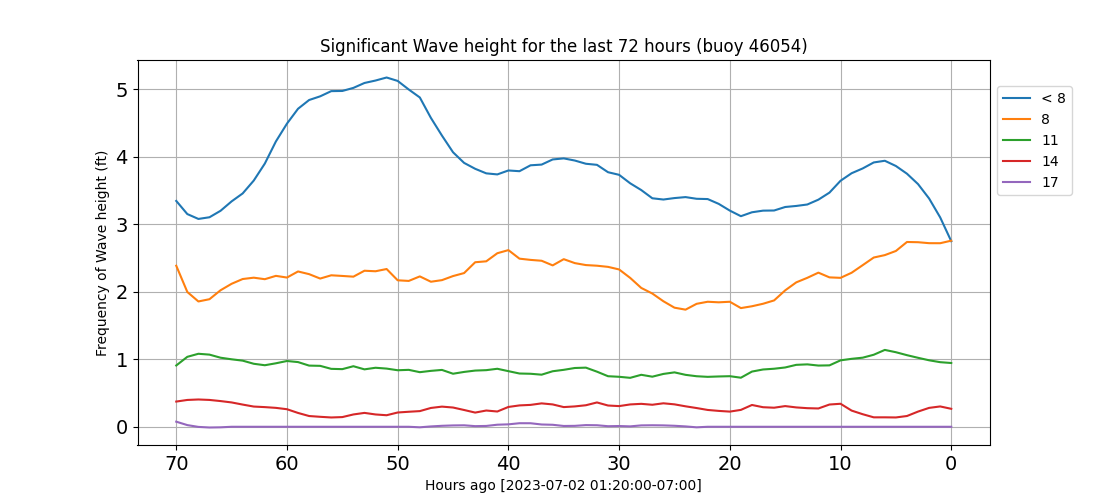 Significant Wave height for the last 72 hours (buoy 46054)
Frequency of Wave height (ft)
5
4
3
2
1
0
70 60 50 40 30 20 10 0
Hours ago [2023-07-02 01:20:00-07:00]
< 8
8
11
14
17